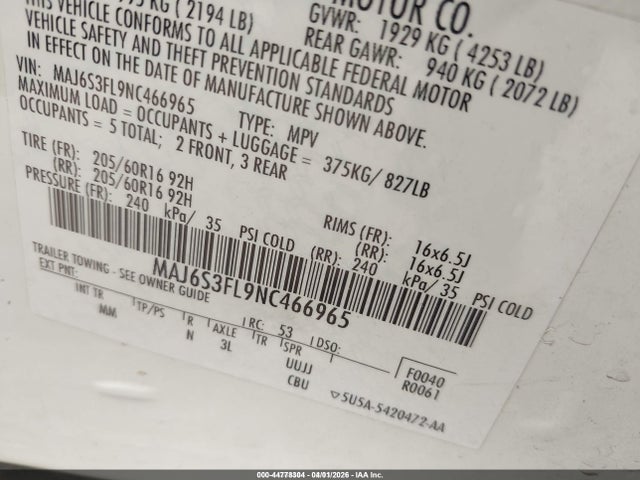 MOTOR CO.
KG ( 2194 LB) GVWR: 1929 KG ( 4253 LB)
REAR GAWR: 940 KG ( 2072 LB)
THIS VEHICLE CONFORMS TO ALL APPLICABLE FEDERAL MOTOR
VEHICLE SAFETY AND THEFT PREVENTION STANDARDS
IN EFFECT ON THE DATE OF MANUFACTURE SHOWN ABOVE.
VIN: MAJ6S3FL9NC466965 TYPE: MPV
MAXIMUM LOAD = OCCUPANTS + LUGGAGE = 375KG/ 827LB
OCCUPANTS = 5 TOTAL; 2 FRONT, 3 REAR
TIRE (FR): 205/60R16 92H RIMS (FR): 16x6.5J
(RR): 205/60R16 92H (RR): 16x6.5J
PRESSURE (FR): 240 kPa/ 35 PSI COLD (RR): 240 kPa/ 35 PSI COLD
MAJ6S3FL9NC466965
TRAILER TOWING - SEE OWNER GUIDE
EXT PNT: RC: 53 DSO:
INT TR TP/PS R AXLE TR SPR
MM N 3L UUJJ
CBU
F0040
R0061
5U5A-5420472-AA
000-44778304 - 04/01/2026 - IAA Inc.